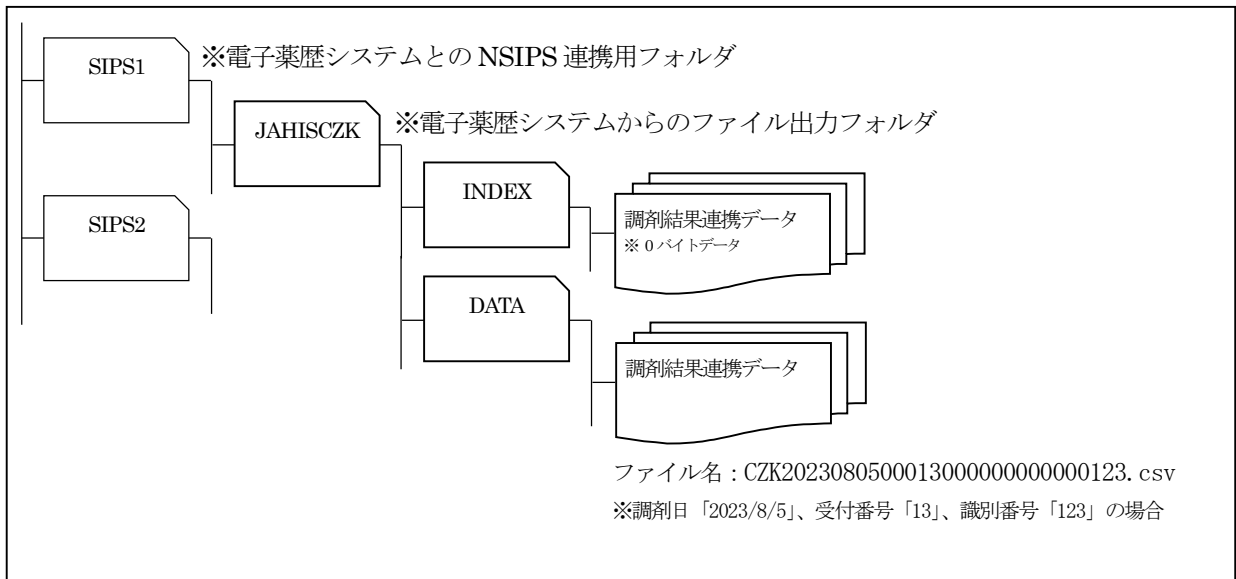 SIPS1
※電子薬歴システムとの NSIPS 連携用フォルダ
JAHISCZK
※電子薬歴システムからのファイル出力フォルダ
INDEX
調剤結果連携データ
※ 0 バイトデータ
SIPS2
DATA
調剤結果連携データ
ファイル名:CZK2023080500013000000000000123.csv
※調剤日「2023/8/5」、受付番号「13」、識別番号「123」の場合